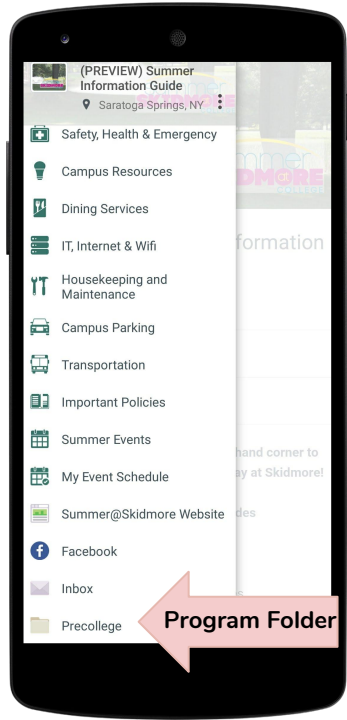 (PREVIEW) Summer
Information Guide
Saratoga Springs, NY
Safety, Health & Emergency
Campus Resources
Dining Services
IT, Internet & Wifi
Housekeeping and
Maintenance
Campus Parking
Transportation
Important Policies
Summer Events
My Event Schedule
Summer@Skidmore Website
Facebook
Inbox
Precollege
Program Folder
formation
hand corner to
ay at Skidmore!
des